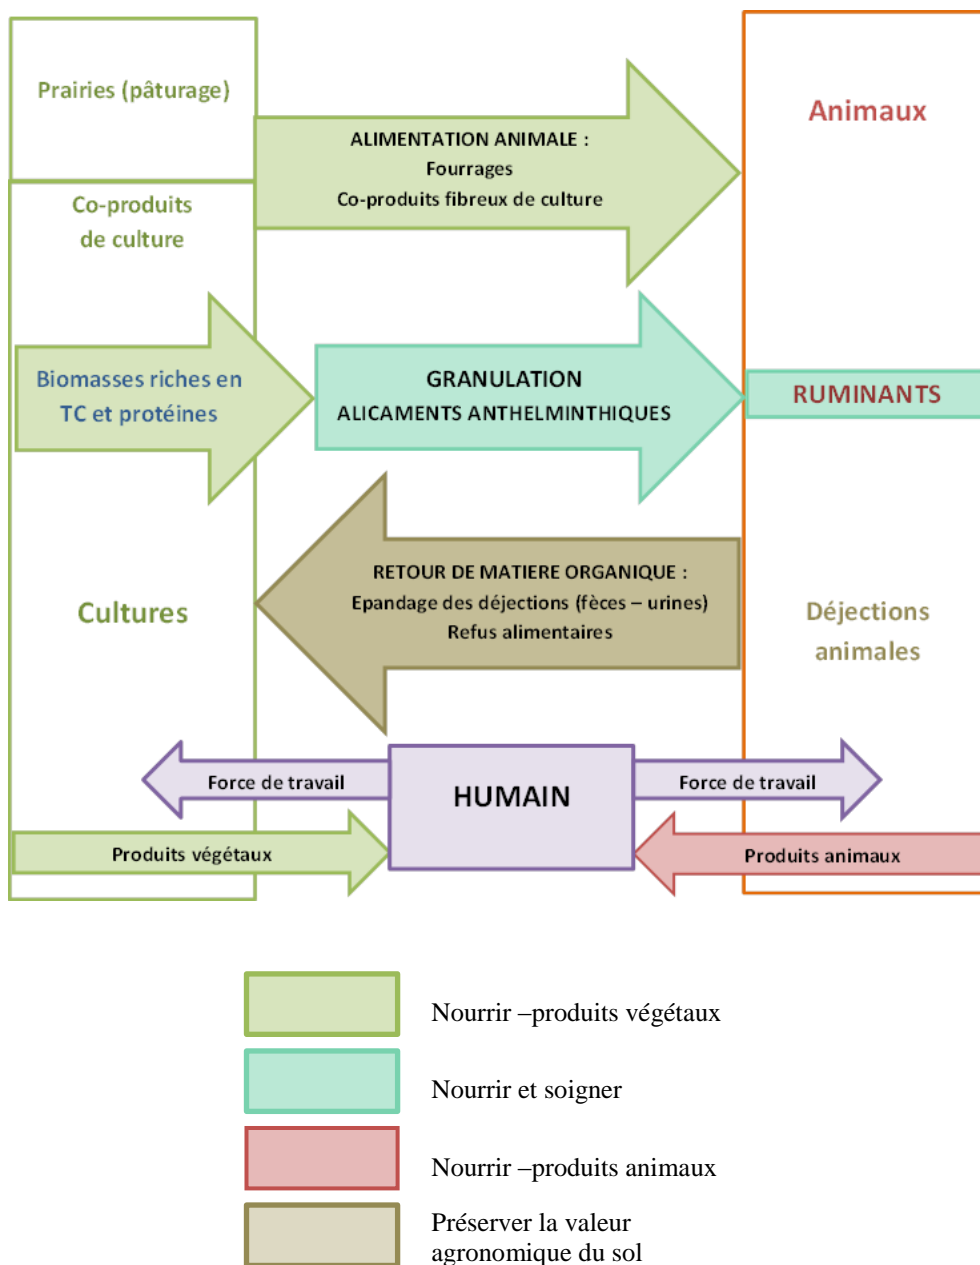 Prairies (pâturage)
Animaux
ALIMENTATION ANIMALE :
Fourrages
Co-produits fibreux de culture
Co-produits
de culture
Biomasses riches en
TC et protéines
GRANULATION
ALICAMENTS ANTHELMINTHIQUES
RUMINANTS
RETOUR DE MATIERE ORGANIQUE :
Epandage des déjections (fèces – urines)
Refus alimentaires
Cultures
Déjections
animales
Force de travail
HUMAIN
Force de travail
Produits végétaux
Produits animaux
Nourrir –produits végétaux
Nourrir et soigner
Nourrir –produits animaux
Préserver la valeur
agronomique du sol